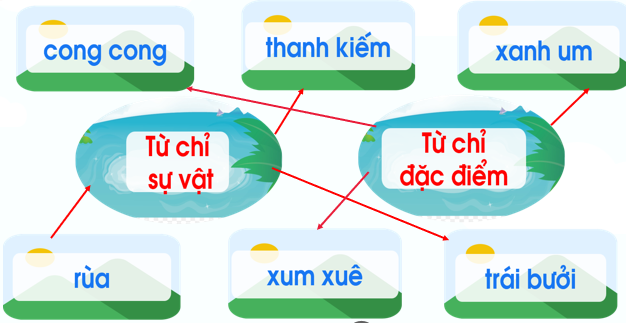 cong cong
thanh kiếm
xanh um
Từ chỉ
sự vật
Từ chỉ
đặc điểm
rùa
xum xuê
trái bưởi